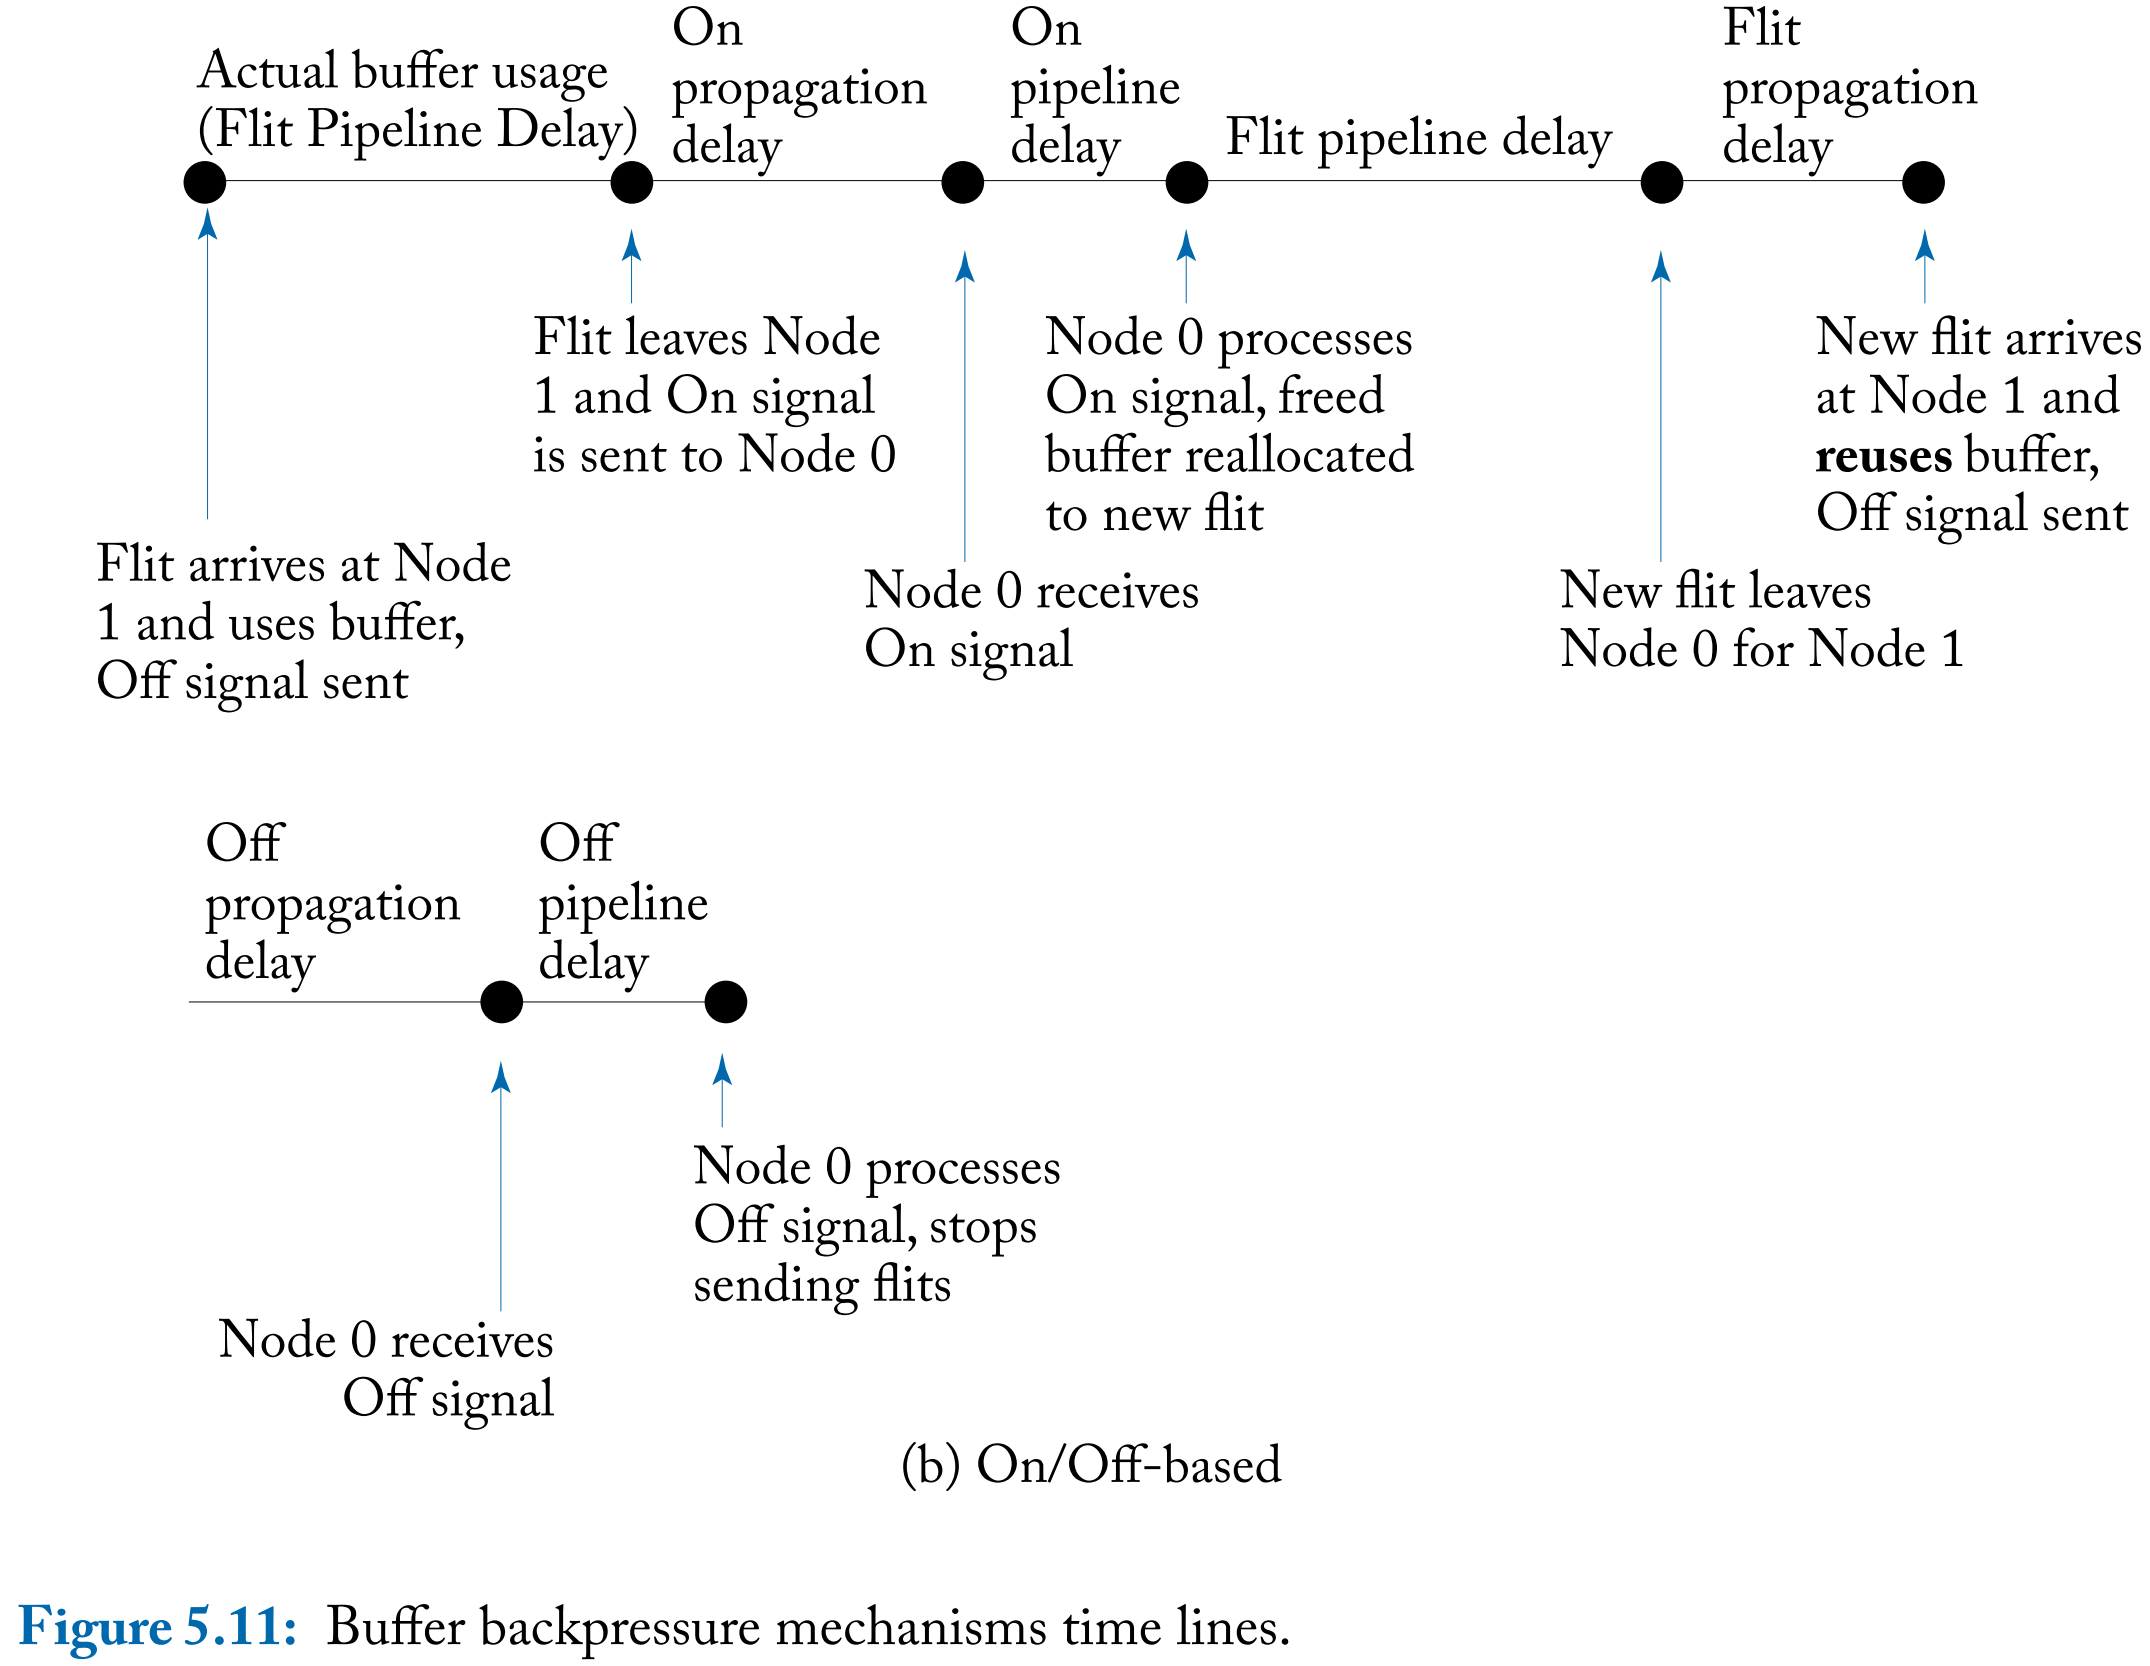 Actual buffer usage
(Flit Pipeline Delay)
On
propagation
delay
On
pipeline
delay
Flit pipeline delay
Flit
propagation
delay
Flit arrives at Node
1 and uses buffer,
Off signal sent
Flit leaves Node
1 and On signal
is sent to Node 0
Node 0 receives
On signal
Node 0 processes
On signal, freed
buffer reallocated
to new flit
New flit leaves
Node 0 for Node 1
New flit arrives
at Node 1 and
reuses buffer,
Off signal sent
Off
propagation
delay
Off
pipeline
delay
Node 0 receives
Off signal
Node 0 processes
Off signal, stops
sending flits
(b) On/Off-based
Figure 5.11: Buffer backpressure mechanisms time lines.